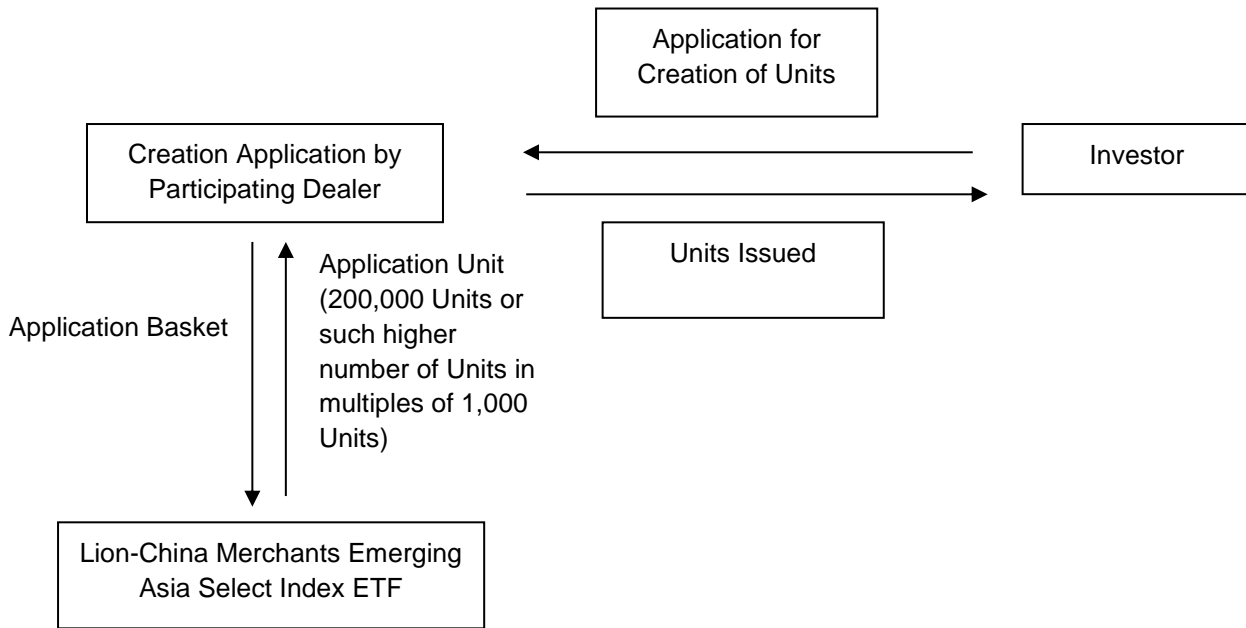 Application for
Creation of Units
Creation Application by
Participating Dealer
Investor
Units Issued
Application Basket
Application Unit
(200,000 Units or
such higher
number of Units in
multiples of 1,000
Units)
Lion-China Merchants Emerging
Asia Select Index ETF